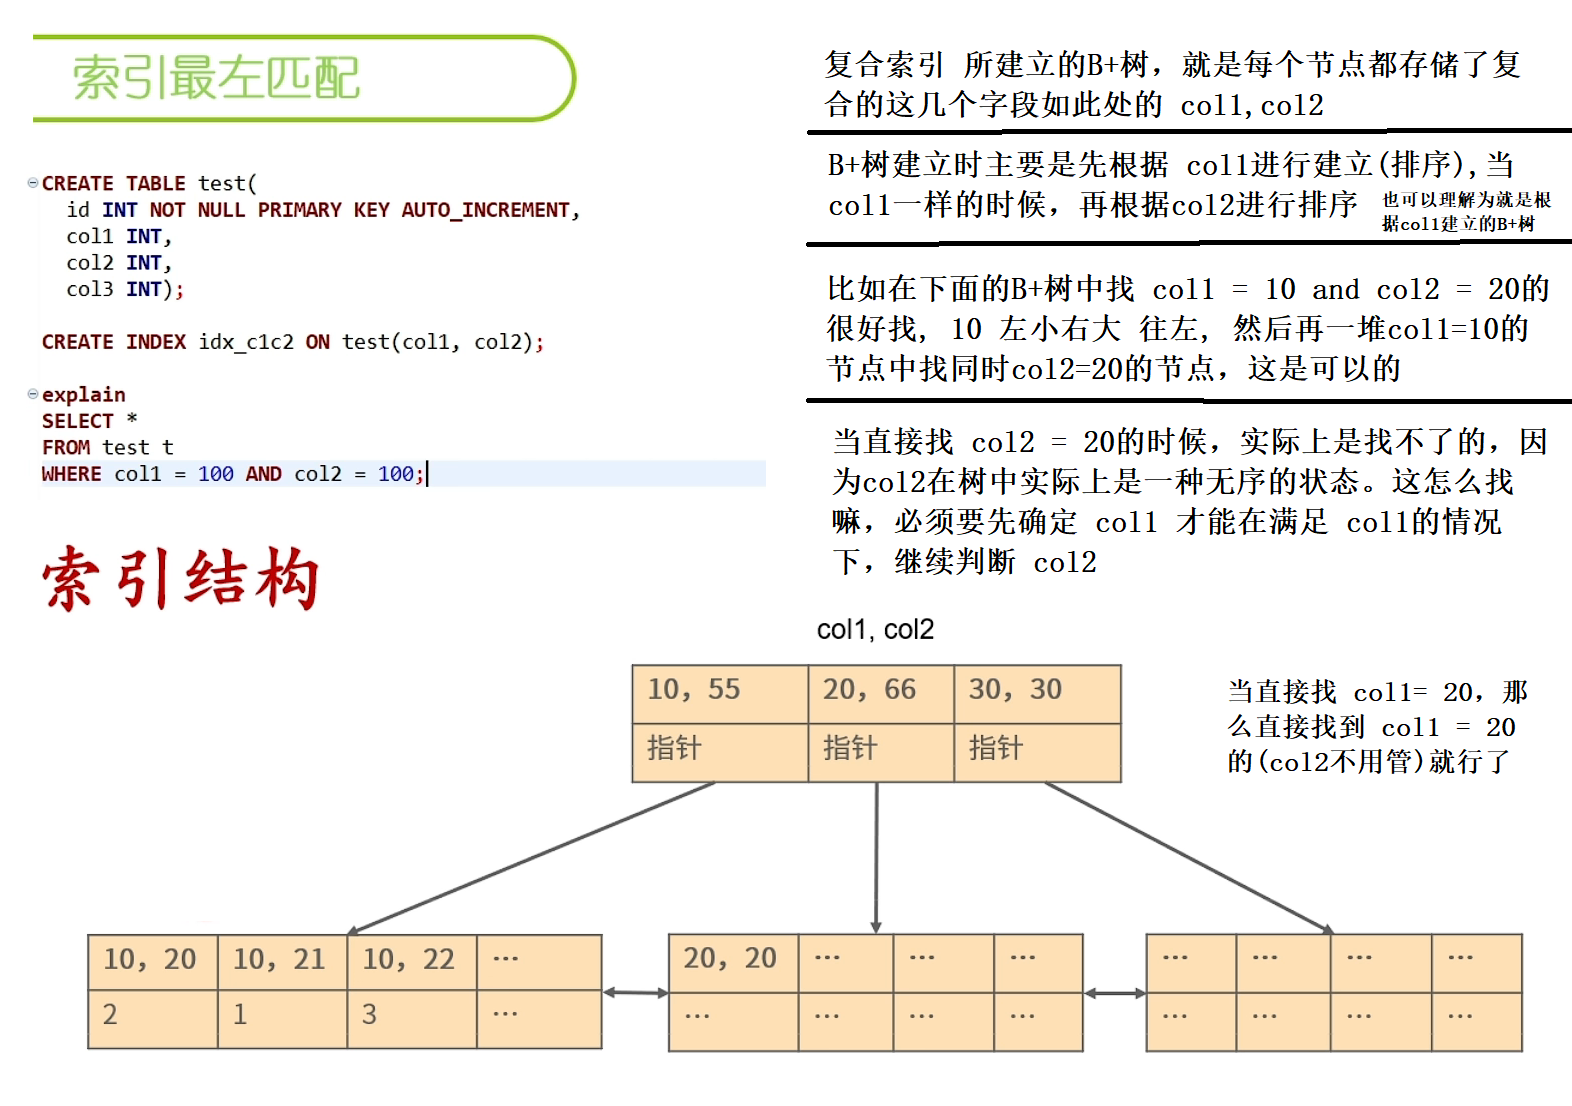 索引最左匹配
CREATE TABLE test(
id INT NOT NULL PRIMARY KEY AUTO_INCREMENT,
col1 INT,
col2 INT,
col3 INT);
CREATE INDEX idx_c1c2 ON test(col1, col2);
explain
SELECT *
FROM test t
WHERE col1 = 100 AND col2 = 100;
复合索引 所建立的B+树，就是每个节点都存储了复
合的这几个字段如此处的 col1,col2
B+树建立时主要是先根据 col1进行建立(排序),当
col1一样的时候，再根据col2进行排序
也可以理解为就是根
据col1建立的B+树
比如在下面的B+树中找 col1 = 10 and col2 = 20的
很好找, 10 左小右大 往左, 然后再一堆col1=10的
节点中找同时col2=20的节点，这是可以的
当直接找 col2 = 20的时候，实际上是找不了的，因
为col2在树中实际上是一种无序的状态。这怎么找
嘛，必须要先确定 col1 才能在满足 col1的情况
下，继续判断 col2
索引结构
col1, col2
10，55 20，66 30，30
指针 指针 指针
当直接找 col1= 20，那
么直接找到 col1 = 20
的(col2不用管)就行了
10，20 10，21 10，22 …
2 1 3 …
20，20 … … …
… … … …
… … … …
… … … …